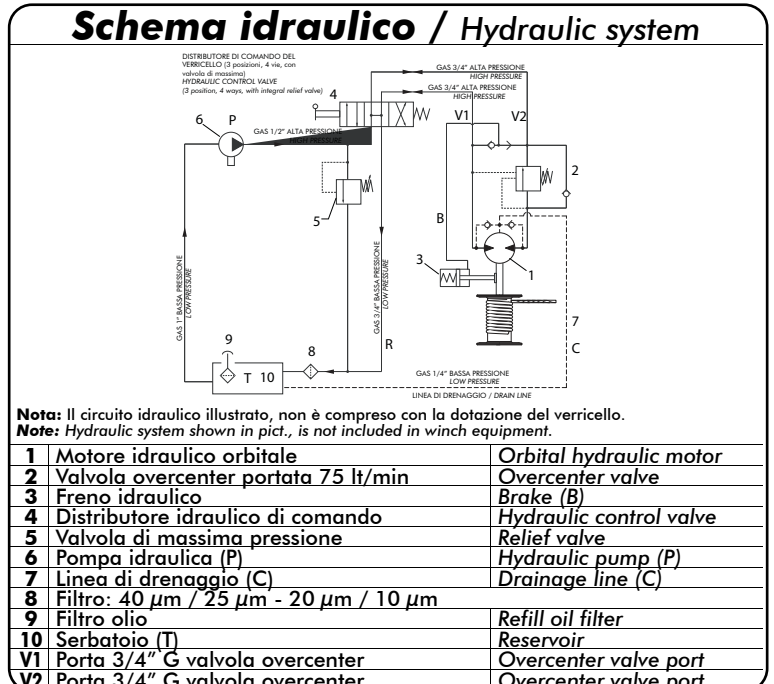 Schema idraulico / Hydraulic system
DISTRIBUTORE DI COMANDO DEL
VERRICELLO (3 posizioni, 4 vie, con
valvola di massima)
HYDRAULIC CONTROL VALVE
(3 position, 4 ways, with integral relief valve)
GAS 3/4" ALTA PRESSIONE
HIGH PRESSURE
GAS 3/4" ALTA PRESSIONE
HIGH PRESSURE
4
V1
V2
6
P
GAS 1/2" ALTA PRESSIONE
HIGH PRESSURE
2
5
B
3
1
GAS 1" BASSA PRESSIONE
LOW PRESSURE
GAS 3/4" BASSA PRESSIONE
LOW PRESSURE
7
9
8
R
C
T 10
GAS 1/4" BASSA PRESSIONE
LOW PRESSURE
LINEA DI DRENAGGIO / DRAIN LINE
Nota: Il circuito idraulico illustrato, non è compreso con la dotazione del verricello.
Note: Hydraulic system shown in pict., is not included in winch equipment.
1 Motore idraulico orbitale Orbital hydraulic motor
2 Valvola overcenter portata 75 lt/min Overcenter valve
3 Freno idraulico Brake (B)
4 Distributore idraulico di comando Hydraulic control valve
5 Valvola di massima pressione Relief valve
6 Pompa idraulica (P) Hydraulic pump (P)
7 Linea di drenaggio (C) Drainage line (C)
8 Filtro: 40 µm / 25 µm - 20 µm / 10 µm
9 Filtro olio Refill oil filter
10 Serbatoio (T) Reservoir
V1 Porta 3/4" G valvola overcenter Overcenter valve port
V2 Porta 3/4" G valvola overcenter Overcenter valve port